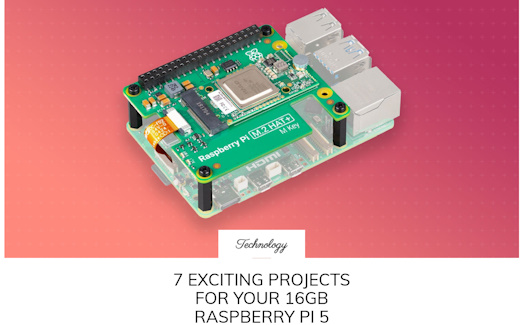 Raspberry Pi M.2 HAT+
M Key
HDMI
Technology
7 EXCITING PROJECTS
FOR YOUR 16GB
RASPBERRY PI 5